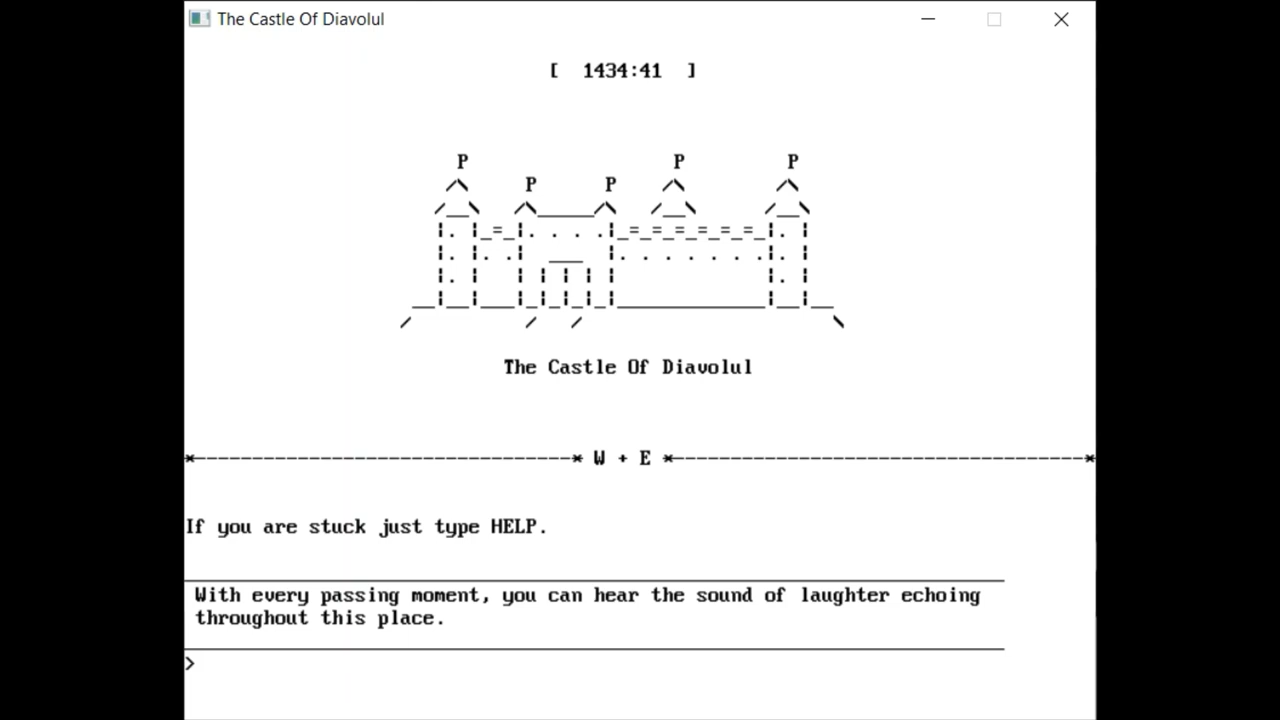 The Castle Of Diavolul
[ 1434:41 ]
P P P
P P
The Castle Of Diavolul
W + E
If you are stuck just type HELP.
With every passing moment, you can hear the sound of laughter echoing
throughout this place.
>